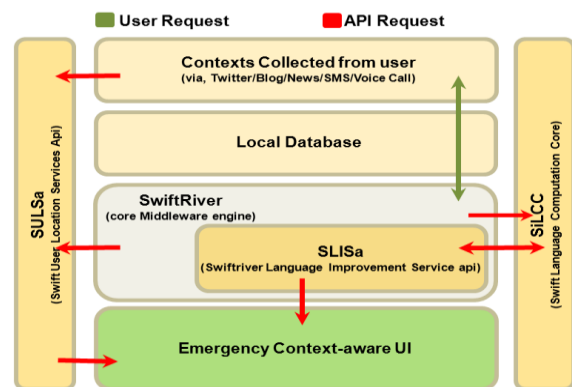 User Request
API Request
Contexts Collected from user
(via, Twitter/Blog/News/SMS/Voice Call)
Local Database
SwiftRiver
(core Middleware engine)
SLISa
(Swiftriver Language Improvement Service api)
Emergency Context-aware UI
SULSa
(Swift User Location Services Api)
SiLCC
(Swift Language Computation Core)